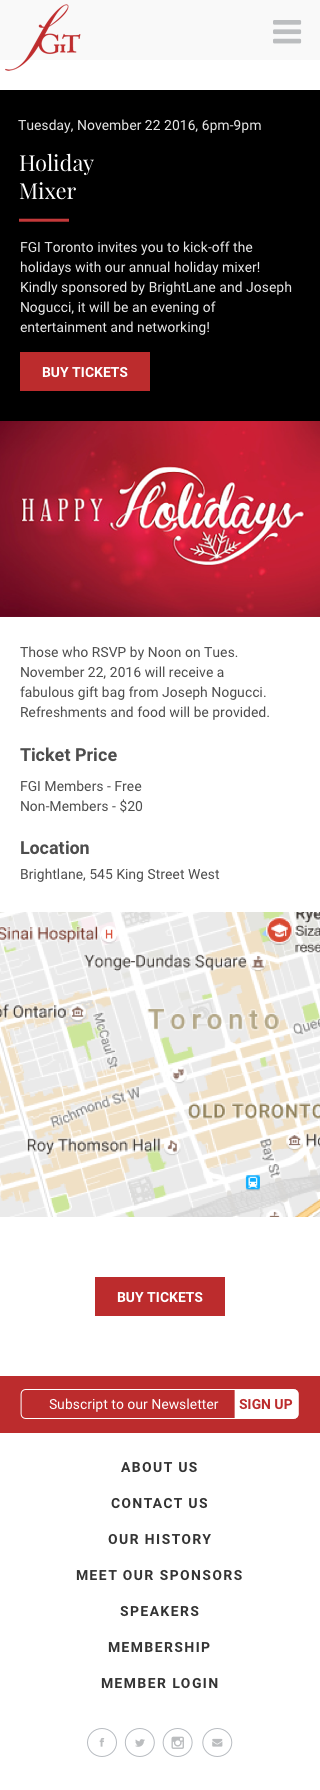 fGiT
Tuesday, November 22 2016, 6pm-9pm
Holiday
Mixer
FGI Toronto invites you to kick-off the
holidays with our annual holiday mixer!
Kindly sponsored by BrightLane and Joseph
Nogucci, it will be an evening of
entertainment and networking!
BUY TICKETS
HAPPY Holidays
Those who RSVP by Noon on Tues.
November 22, 2016 will receive a
fabulous gift bag from Joseph Nogucci.
Refreshments and food will be provided.
Ticket Price
FGI Members - Free
Non-Members - $20
Location
Brightlane, 545 King Street West
Rye
Sinai Hospital H
Siza
rese
Yonge-Dundas Square
of Ontario
McCaul St
Toronto
Quee
Richmond St W
OLD TORONTO
Roy Thomson Hall
Bay St
Ho
BUY TICKETS
Subscript to our Newsletter SIGN UP
ABOUT US
CONTACT US
OUR HISTORY
MEET OUR SPONSORS
SPEAKERS
MEMBERSHIP
MEMBER LOGIN